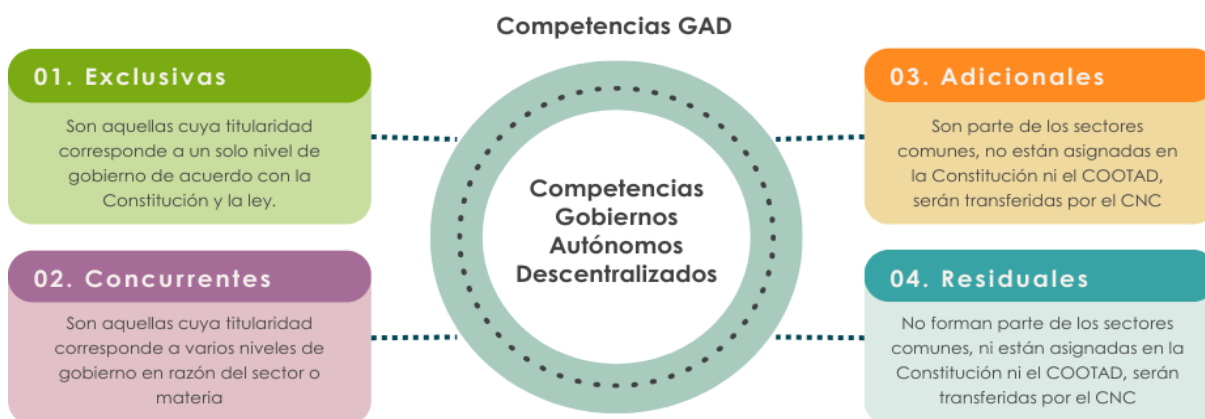 Competencias GAD
01. Exclusivas
Son aquellas cuya titularidad
corresponde a un solo nivel de
gobierno de acuerdo con la
Constitución y la ley.
02. Concurrentes
Son aquellas cuya titularidad
corresponde a varios niveles de
gobierno en razón del sector o
materia
Competencias
Gobiernos
Autónomos
Descentralizados
03. Adicionales
Son parte de los sectores
comunes, no están asignadas en
la Constitución ni el COOTAD,
serán transferidas por el CNC
04. Residuales
No forman parte de los sectores
comunes, ni están asignadas en la
Constitución ni el COOTAD, serán
transferidas por el CNC